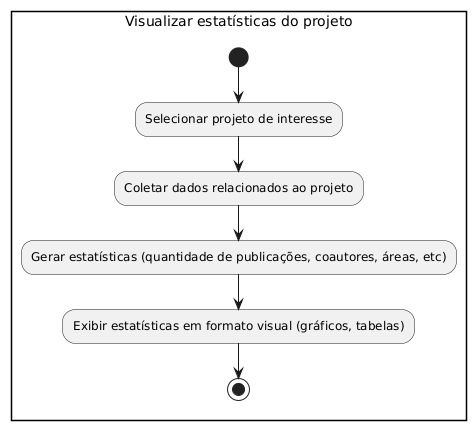 Visualizar estatísticas do projeto
Selecionar projeto de interesse
Coletar dados relacionados ao projeto
Gerar estatísticas (quantidade de publicações, coautores, áreas, etc)
Exibir estatísticas em formato visual (gráficos, tabelas)